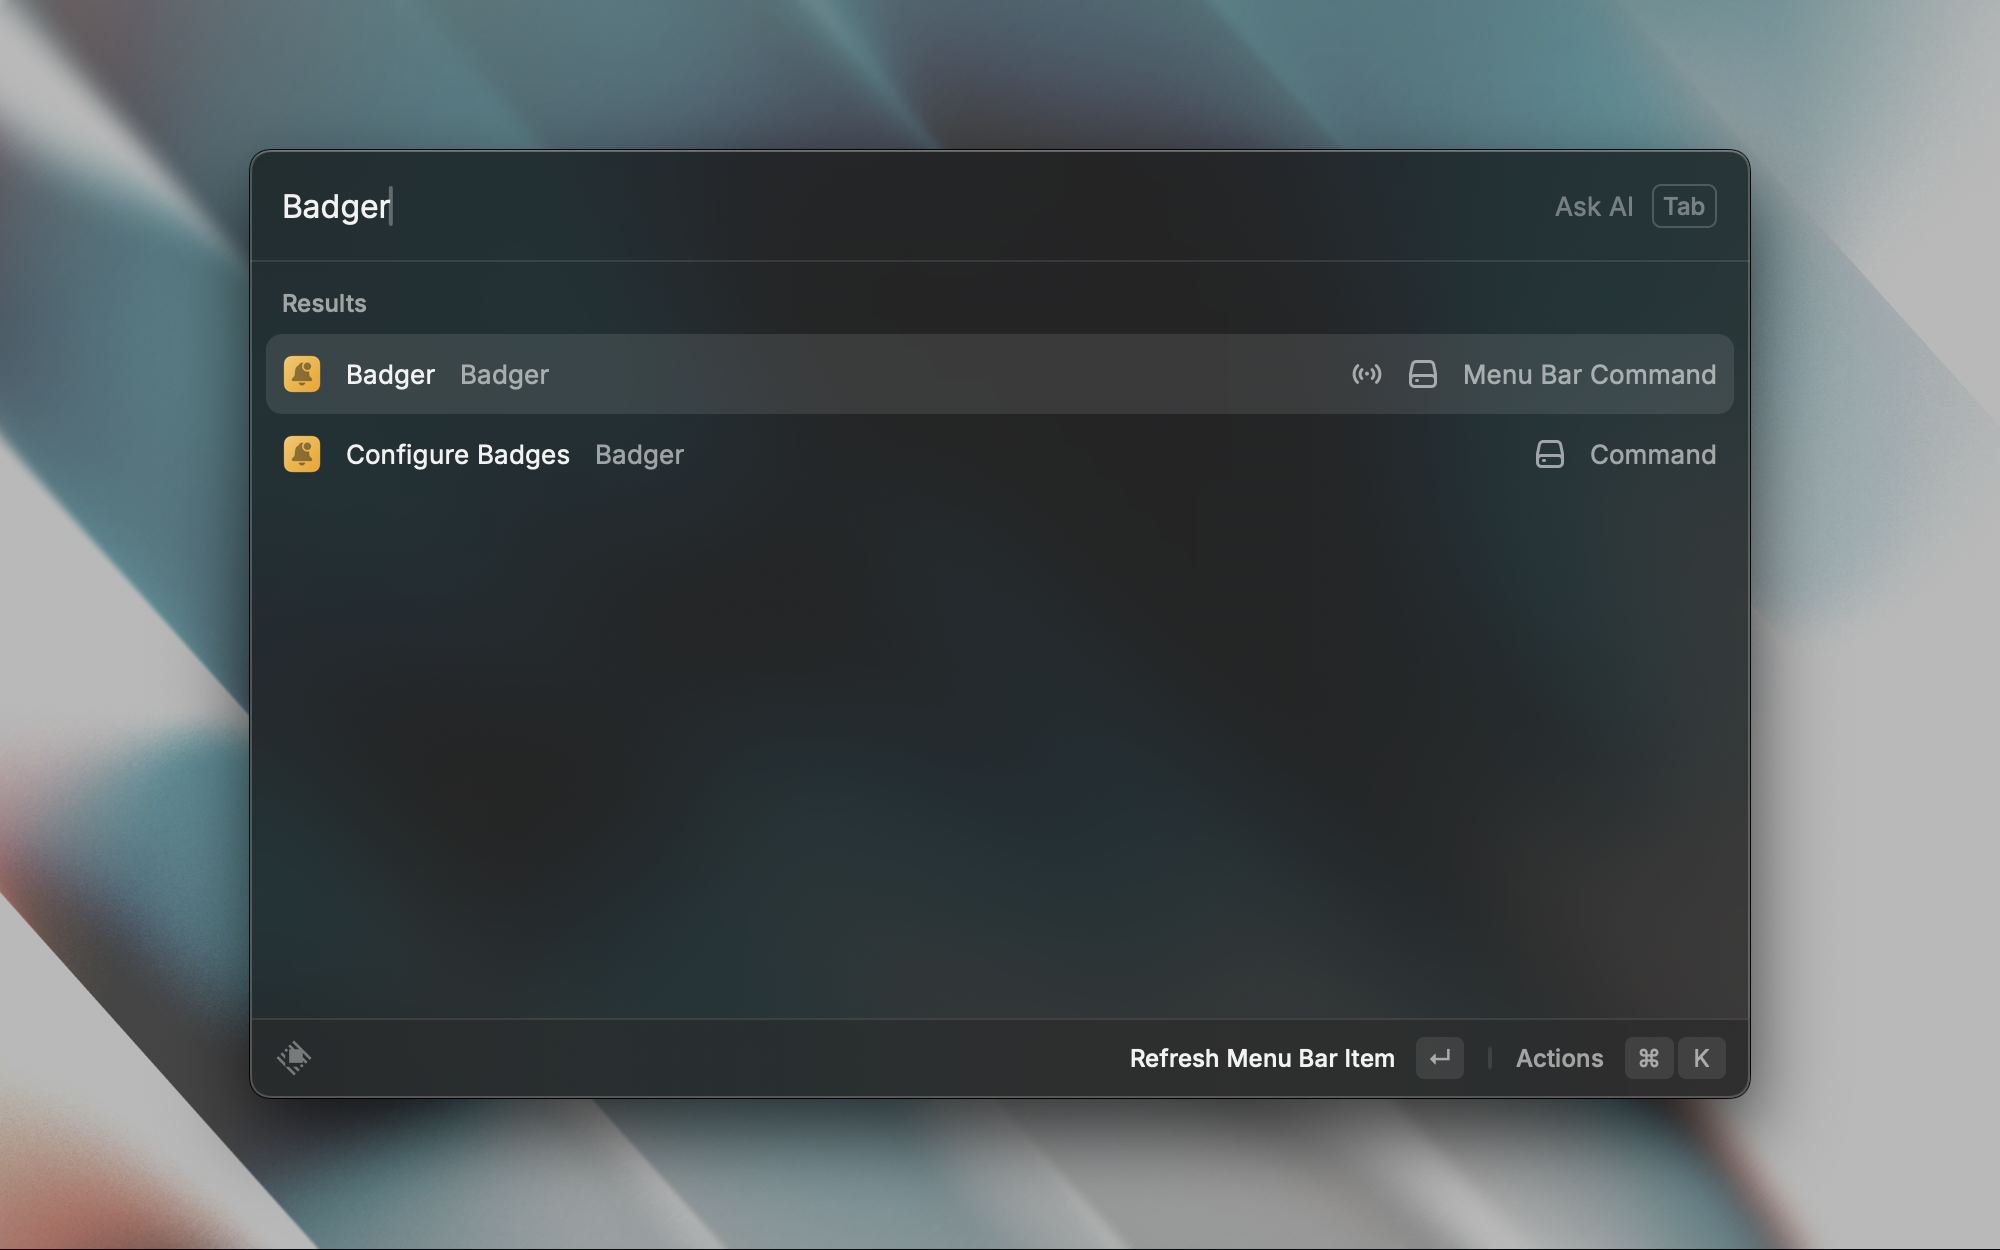 Badger Ask AI Tab
Results
Badger Badger Menu Bar Command
Configure Badges Badger Command
Refresh Menu Bar Item ↵ Actions ⌘ K